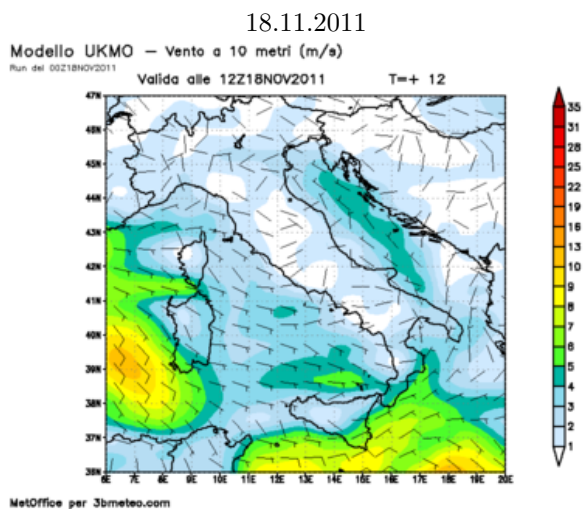 18.11.2011
Modello UKMO – Vento a 10 metri (m/s)
Run del 00Z18NOV2011
Valida alle 12Z18NOV2011 T=+ 12
47N
46N
45N
44N
43N
42N
41N
40N
39N
38N
37N
36N
6E 7E 8E 9E 10E 11E 12E 13E 14E 15E 16E 17E 18E 19E 20E
35
31
28
25
22
19
16
13
10
9
8
7
6
5
4
3
2
1
MetOffice per 3bmeteo.com